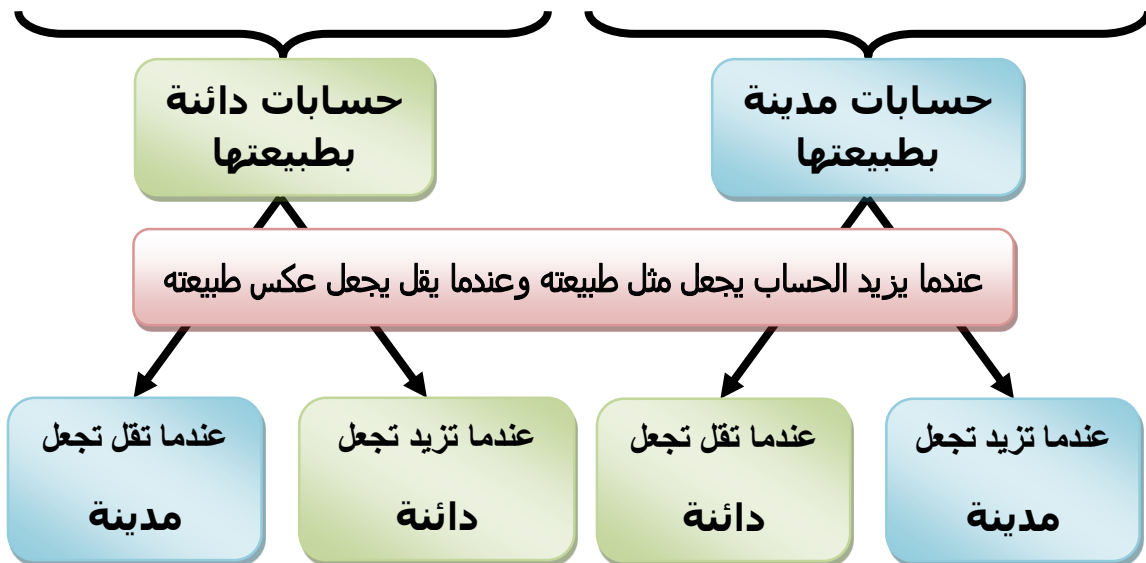 حسابات مدينة
بطبيعتها
حسابات دائنة
بطبيعتها
عندما يزيد الحساب يجعل مثل طبيعته وعندما يقل يجعل عكس طبيعته
عندما تزيد تجعل
مدينة
عندما تقل تجعل
دائنة
عندما تزيد تجعل
دائنة
عندما تقل تجعل
مدينة